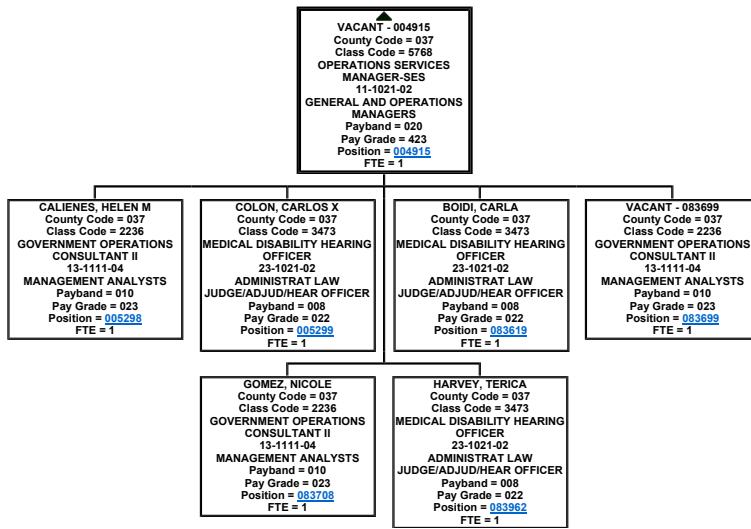 VACANT - 004915
County Code = 037
Class Code = 5768
OPERATIONS SERVICES
MANAGER-SES
11-1021-02
GENERAL AND OPERATIONS
MANAGERS
Payband = 020
Pay Grade = 423
Position = 004915
FTE = 1
CALIENES, HELEN M
County Code = 037
Class Code = 2236
GOVERNMENT OPERATIONS
CONSULTANT II
13-1111-04
MANAGEMENT ANALYSTS
Payband = 010
Pay Grade = 023
Position = 005298
FTE = 1
COLON, CARLOS X
County Code = 037
Class Code = 3473
MEDICAL DISABILITY HEARING
OFFICER
23-1021-02
ADMINISTRAT LAW
JUDGE/ADJUD/HEAR OFFICER
Payband = 008
Pay Grade = 022
Position = 005299
FTE = 1
BOIDI, CARLA
County Code = 037
Class Code = 3473
MEDICAL DISABILITY HEARING
OFFICER
23-1021-02
ADMINISTRAT LAW
JUDGE/ADJUD/HEAR OFFICER
Payband = 008
Pay Grade = 022
Position = 083619
FTE = 1
VACANT - 083699
County Code = 037
Class Code = 2236
GOVERNMENT OPERATIONS
CONSULTANT II
13-1111-04
MANAGEMENT ANALYSTS
Payband = 010
Pay Grade = 023
Position = 083699
FTE = 1
GOMEZ, NICOLE
County Code = 037
Class Code = 2236
GOVERNMENT OPERATIONS
CONSULTANT II
13-1111-04
MANAGEMENT ANALYSTS
Payband = 010
Pay Grade = 023
Position = 083708
FTE = 1
HARVEY, TERICA
County Code = 037
Class Code = 3473
MEDICAL DISABILITY HEARING
OFFICER
23-1021-02
ADMINISTRAT LAW
JUDGE/ADJUD/HEAR OFFICER
Payband = 008
Pay Grade = 022
Position = 083962
FTE = 1